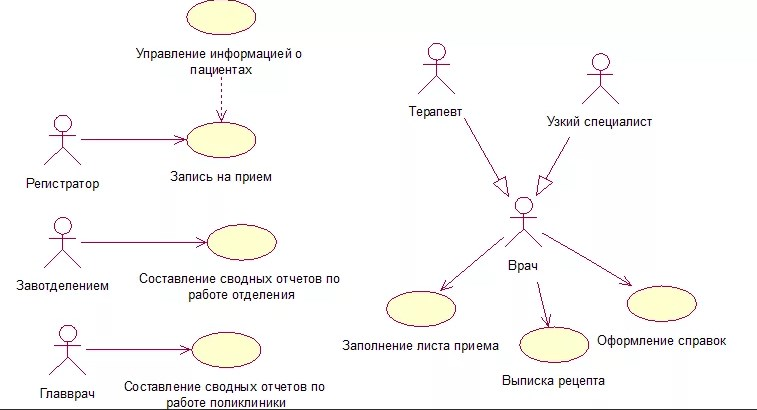 Управление информацией о
пациентах
Терапевт
Узкий специалист
Регистратор
Запись на прием
Врач
Завотделением
Составление сводных отчетов по
работе отделения
Заполнение листа приема
Оформление справок
Выписка рецепта
Главврач
Составление сводных отчетов по
работе поликлиники